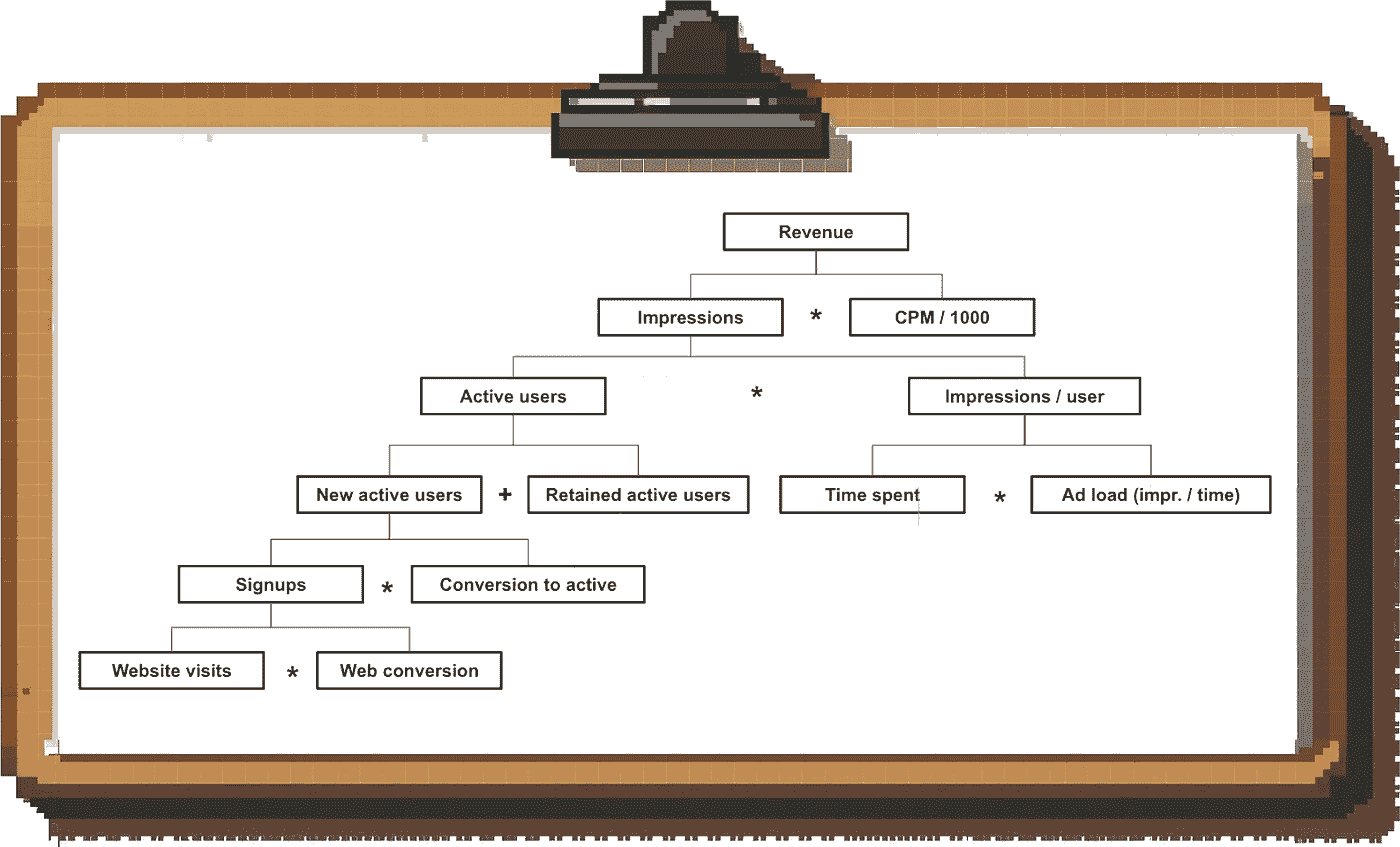 Revenue
Impressions * CPM / 1000
Active users * Impressions / user
New active users + Retained active users Time spent * Ad load (impr. / time)
Signups * Conversion to active
Website visits * Web conversion